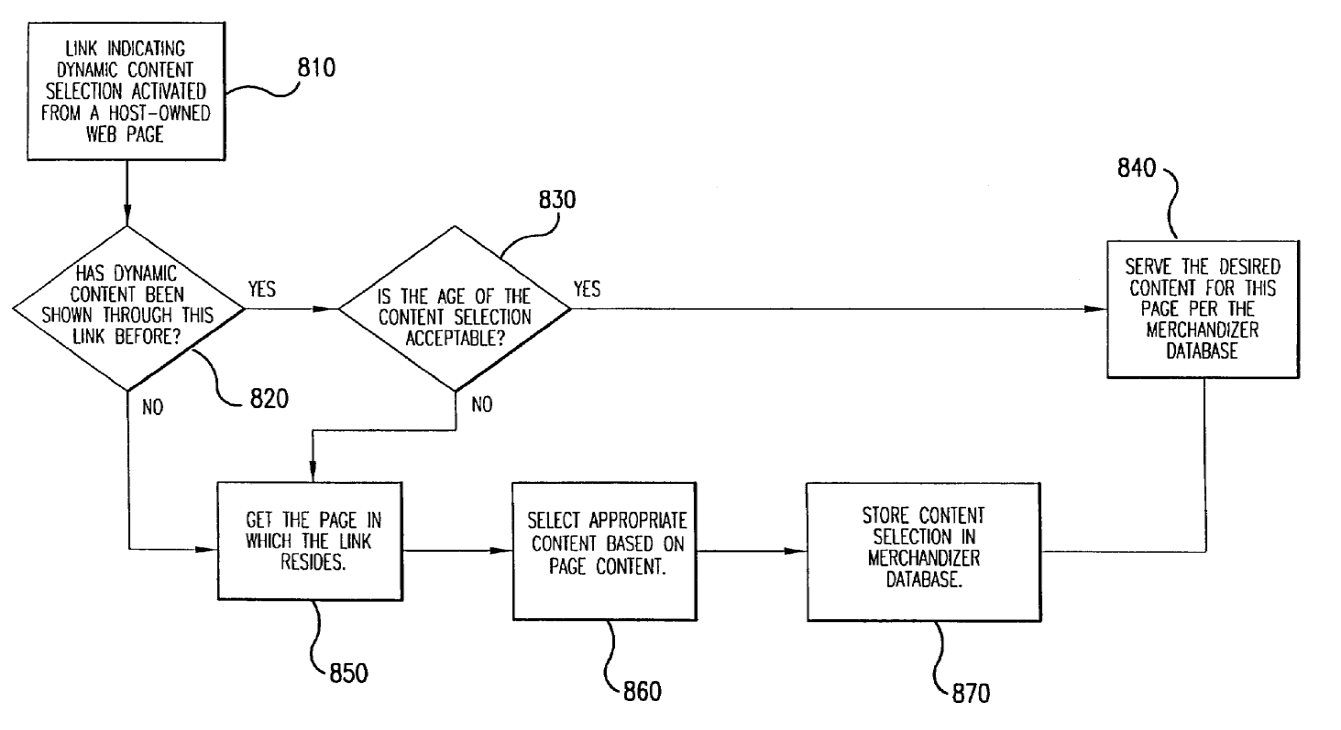 LINK INDICATING
DYNAMIC CONTENT
SELECTION ACTIVATED
FROM A HOST-OWNED
WEB PAGE
810
HAS DYNAMIC
CONTENT BEEN
SHOWN THROUGH THIS
LINK BEFORE?
820
YES
NO
IS THE AGE OF THE
CONTENT SELECTION
ACCEPTABLE?
830
YES
NO
840
SERVE THE DESIRED
CONTENT FOR THIS
PAGE PER THE
MERCHANDIZER
DATABASE
GET THE PAGE IN
WHICH THE LINK
RESIDES.
850
SELECT APPROPRIATE
CONTENT BASED ON
PAGE CONTENT.
860
STORE CONTENT
SELECTION IN
MERCHANDIZER
DATABASE.
870